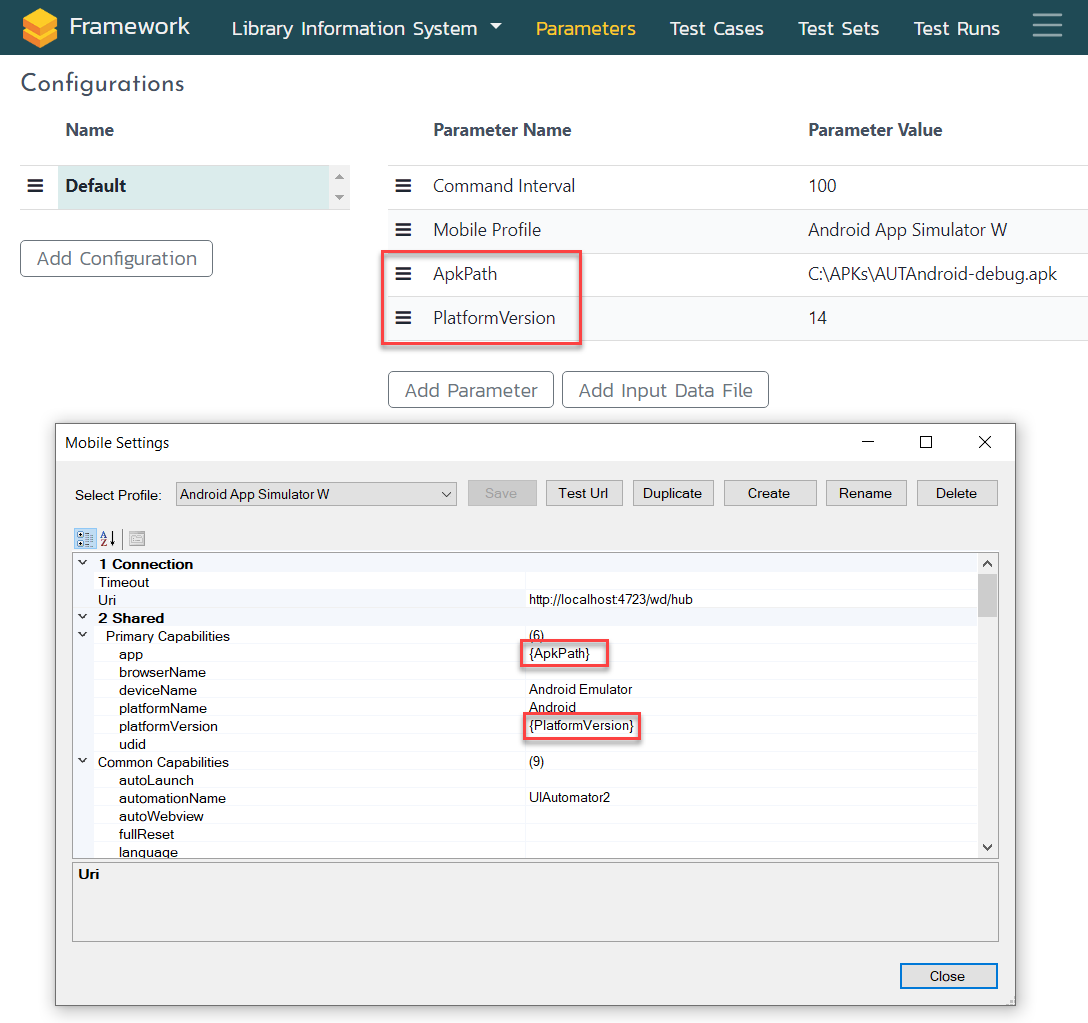 Framework Library Information System Parameters Test Cases Test Sets Test Runs
Configurations
Name Parameter Name Parameter Value
Default Command Interval 100
Mobile Profile Android App Simulator W
Add Configuration
ApkPath C:\APKs\AUTAndroid-debug.apk
PlatformVersion 14
Add Parameter Add Input Data File
Mobile Settings
Select Profile: Android App Simulator W Save Test Url Duplicate Create Rename Delete
1 Connection
Timeout
Uri http://localhost:4723/wd/hub
2 Shared
Primary Capabilities (6)
app {ApkPath}
browserName
deviceName Android Emulator
platformName Android
platformVersion {PlatformVersion}
udid
Common Capabilities (9)
autoLaunch
automationName UIAutomator2
autoWebview
fullReset
language
Uri
Close